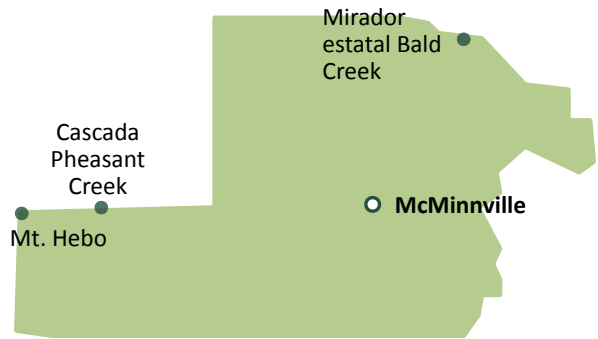 Mirador
estatal Bald
Creek
Cascada
Pheasant
Creek
McMinnville
Mt. Hebo